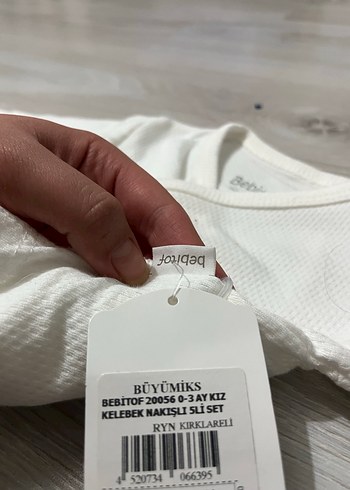 Bebitof
bebitof
BÜYÜMİKS
BEBİTOF 20056 0-3 AY KIZ
KELEBEK NAKIŞLI 5Lİ SET
RYN KIRKLARELİ
4 520734 066395